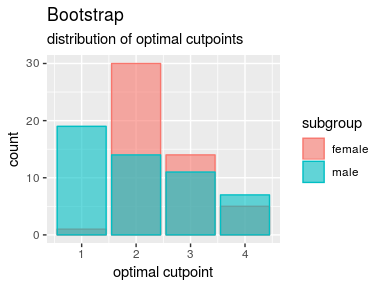 Bootstrap
distribution of optimal cutpoints
30
20
10
0
count
1 2 3 4
optimal cutpoint
subgroup
female
male